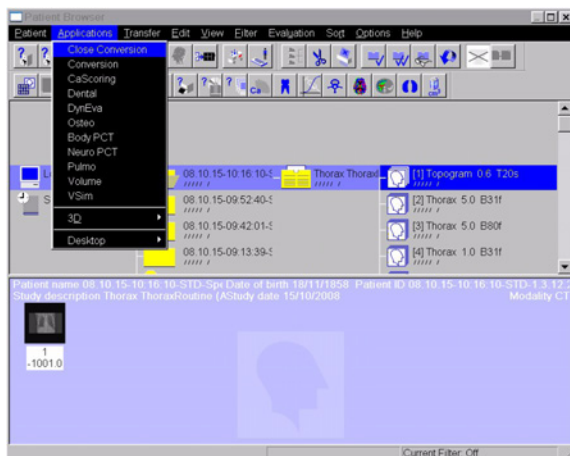 Patient Browser
Patient Applications Transfer Edit View Filter Evaluation Sort Options Help
Close Conversion
Conversion
CaScoring
Dental
DynEva
Osteo
Body PCT
Neuro PCT
Pulmo
Volume
VSim
3D
Desktop
Ca
08.10.15-10:16:10-S Thorax Thorax [1] Topogram 0.6 T20s
08.10.15-09:52:40-S [2] Thorax 5.0 B31f
08.10.15-09:42:01-S [3] Thorax 5.0 B80f
08.10.15-09:13:39-S [4] Thorax 1.0 B31f
Patient name 08.10.15-10:16:10-STD-Spe Date of birth 18/11/1858 Patient ID 08.10.15-10:16:10-STD-1.3.12.2
Study description Thorax ThoraxRoutine (A Study date 15/10/2008 Modality CT
1
-1001.0
Current Filter: Off